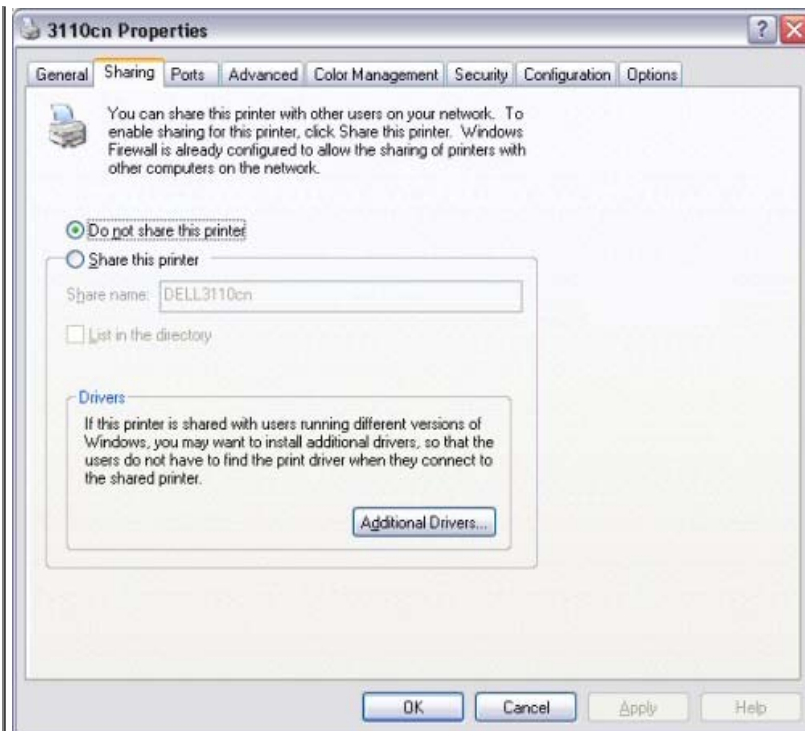 3110cn Properties
General Sharing Ports Advanced Color Management Security Configuration Options
You can share this printer with other users on your network. To
enable sharing for this printer, click Share this printer. Windows
Firewall is already configured to allow the sharing of printers with
other computers on the network.
Do not share this printer
Share this printer
Share name: DELL3110cn
List in the directory
Drivers
If this printer is shared with users running different versions of
Windows, you may want to install additional drivers, so that the
users do not have to find the print driver when they connect to
the shared printer.
Additional Drivers...
OK Cancel Apply Help